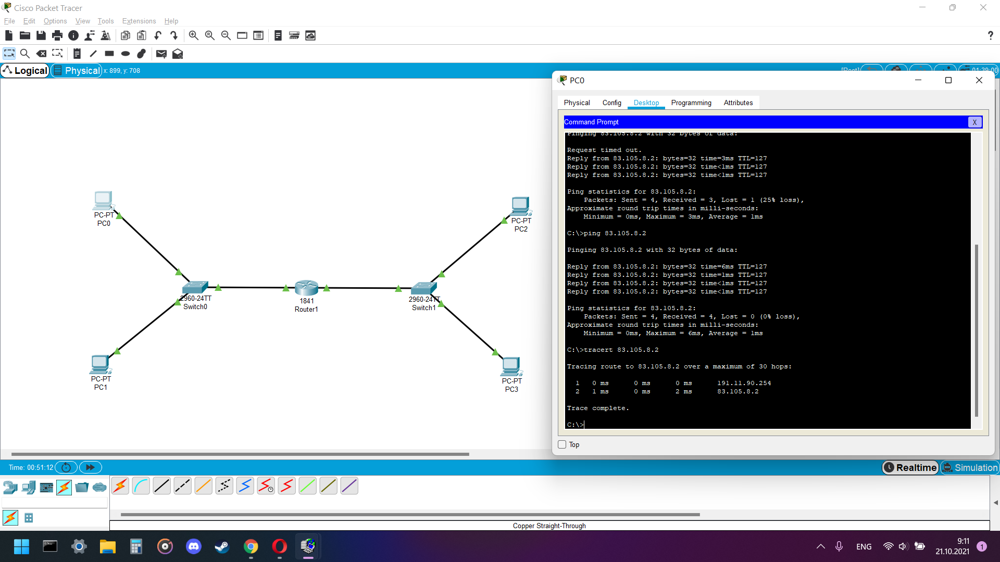 Cisco Packet Tracer
File Edit Options View Tools Extensions Help
?
Logical Physical x: 899, y: 708
[Root] 01:39:00
PC0
Physical Config Desktop Programming Attributes
Command Prompt X
Pinging 83.105.8.2 with 32 bytes of data:
Request timed out.
Reply from 83.105.8.2: bytes=32 time=3ms TTL=127
Reply from 83.105.8.2: bytes=32 time<1ms TTL=127
Reply from 83.105.8.2: bytes=32 time<1ms TTL=127
Ping statistics for 83.105.8.2:
Packets: Sent = 4, Received = 3, Lost = 1 (25% loss),
Approximate round trip times in milli-seconds:
Minimum = 0ms, Maximum = 3ms, Average = 1ms
C:\>ping 83.105.8.2
Pinging 83.105.8.2 with 32 bytes of data:
Reply from 83.105.8.2: bytes=32 time=6ms TTL=127
Reply from 83.105.8.2: bytes=32 time=1ms TTL=127
Reply from 83.105.8.2: bytes=32 time<1ms TTL=127
Reply from 83.105.8.2: bytes=32 time<1ms TTL=127
Ping statistics for 83.105.8.2:
Packets: Sent = 4, Received = 4, Lost = 0 (0% loss),
Approximate round trip times in milli-seconds:
Minimum = 0ms, Maximum = 6ms, Average = 1ms
C:\>tracert 83.105.8.2
Tracing route to 83.105.8.2 over a maximum of 30 hops:
1 0 ms 0 ms 0 ms 191.11.90.254
2 1 ms 0 ms 2 ms 83.105.8.2
Trace complete.
C:\>
Top
PC-PT
PC0
PC-PT
PC2
2960-24TT
Switch0
1841
Router1
2960-24TT
Switch1
PC-PT
PC1
PC-PT
PC3
Time: 00:51:12
Realtime Simulation
Copper Straight-Through
ENG
9:11
21.10.2021
1